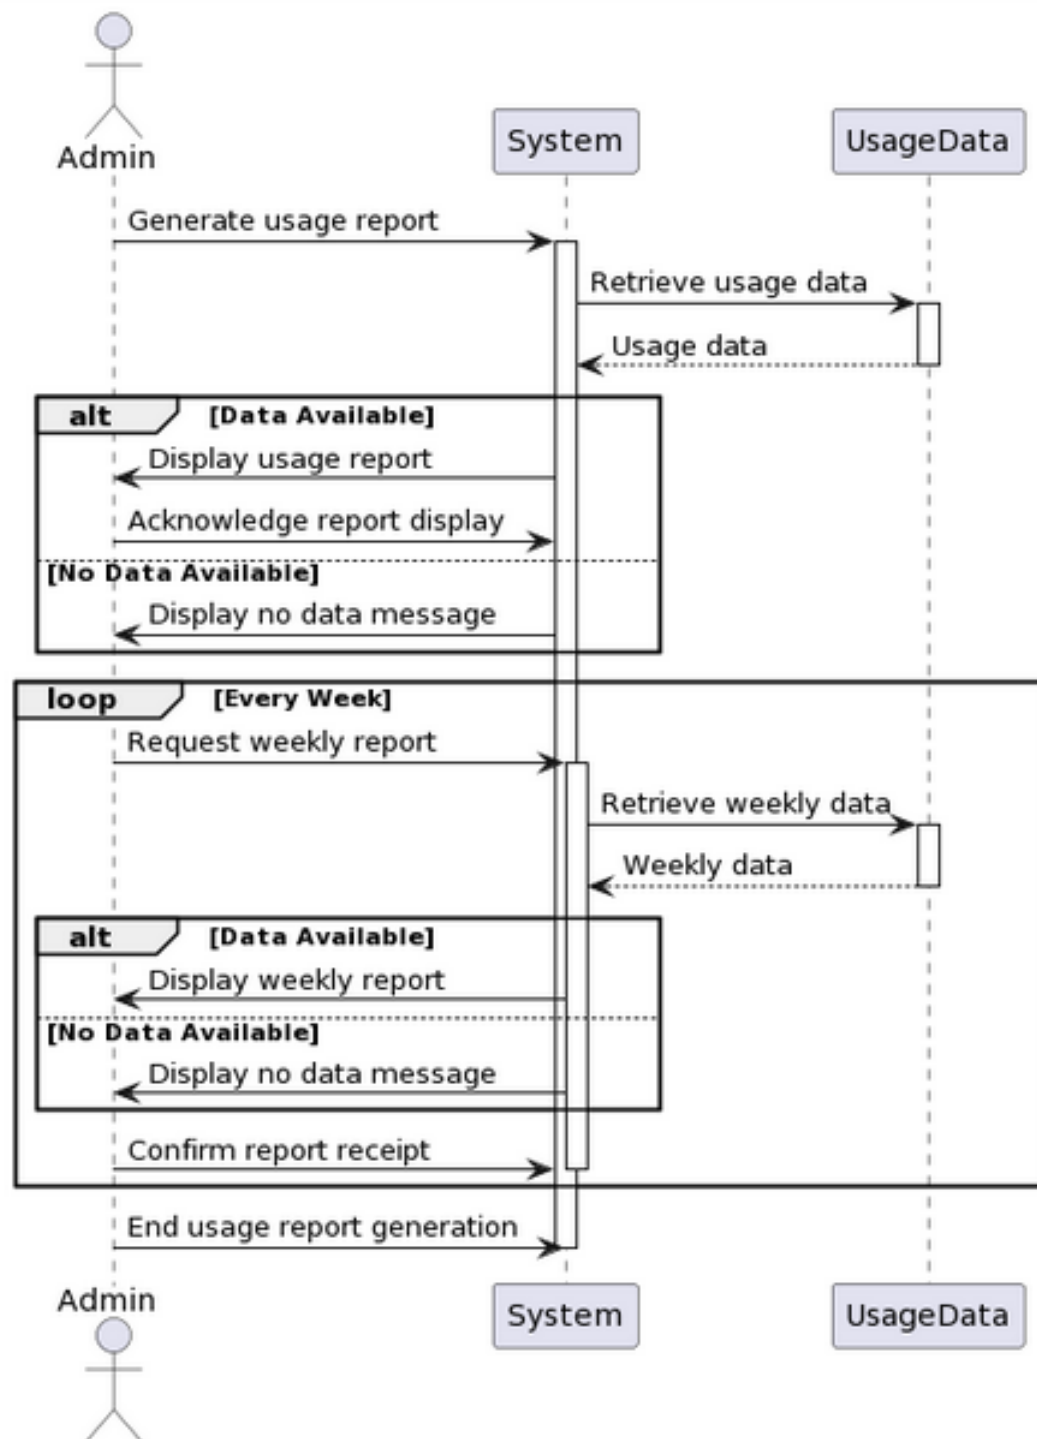 Admin
System
UsageData
Generate usage report
Retrieve usage data
Usage data
alt [Data Available]
Display usage report
Acknowledge report display
[No Data Available]
Display no data message
loop [Every Week]
Request weekly report
Retrieve weekly data
Weekly data
alt [Data Available]
Display weekly report
[No Data Available]
Display no data message
Confirm report receipt
End usage report generation
Admin
System
UsageData